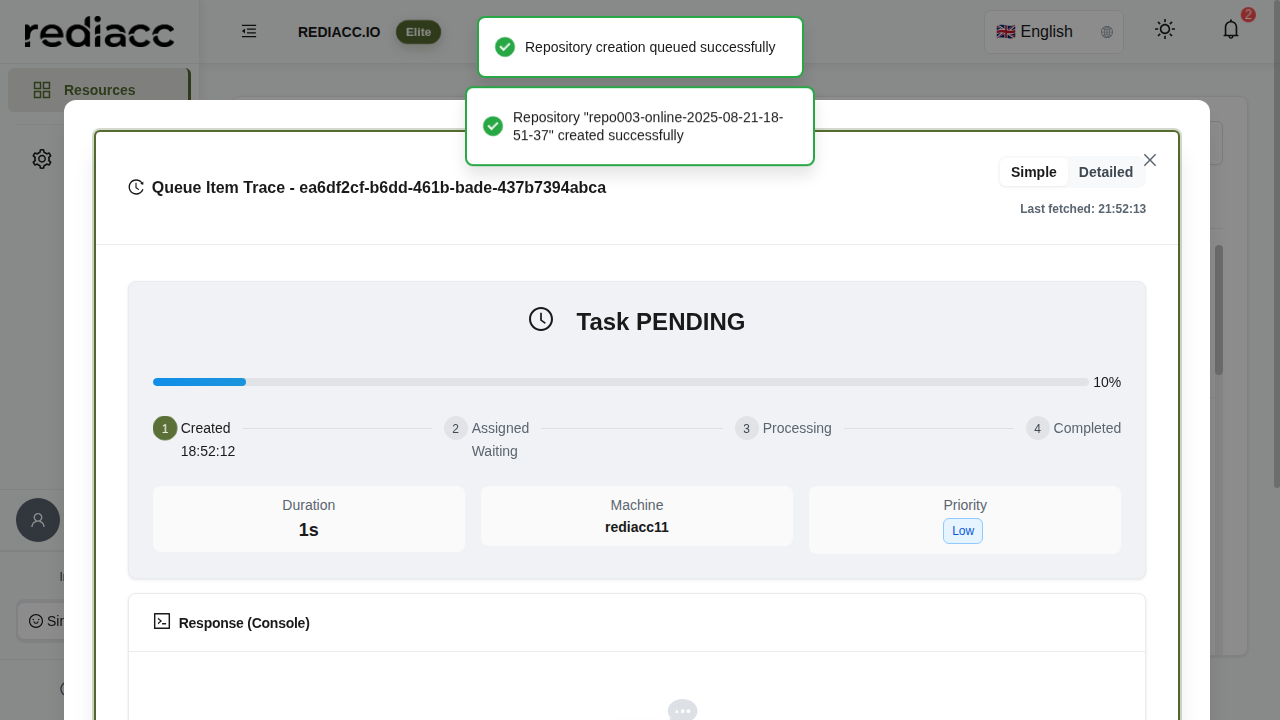 rediacc
REDIACC.IO
Elite
English
2
Repository creation queued successfully
Repository "repo003-online-2025-08-21-18-
51-37" created successfully
Resources
Queue Item Trace - ea6df2cf-b6dd-461b-bade-437b7394abca
Simple
Detailed
Last fetched: 21:52:13
Task PENDING
10%
1
Created
18:52:12
2
Assigned
Waiting
3
Processing
4
Completed
Duration
1s
Machine
rediacc11
Priority
Low
Response (Console)